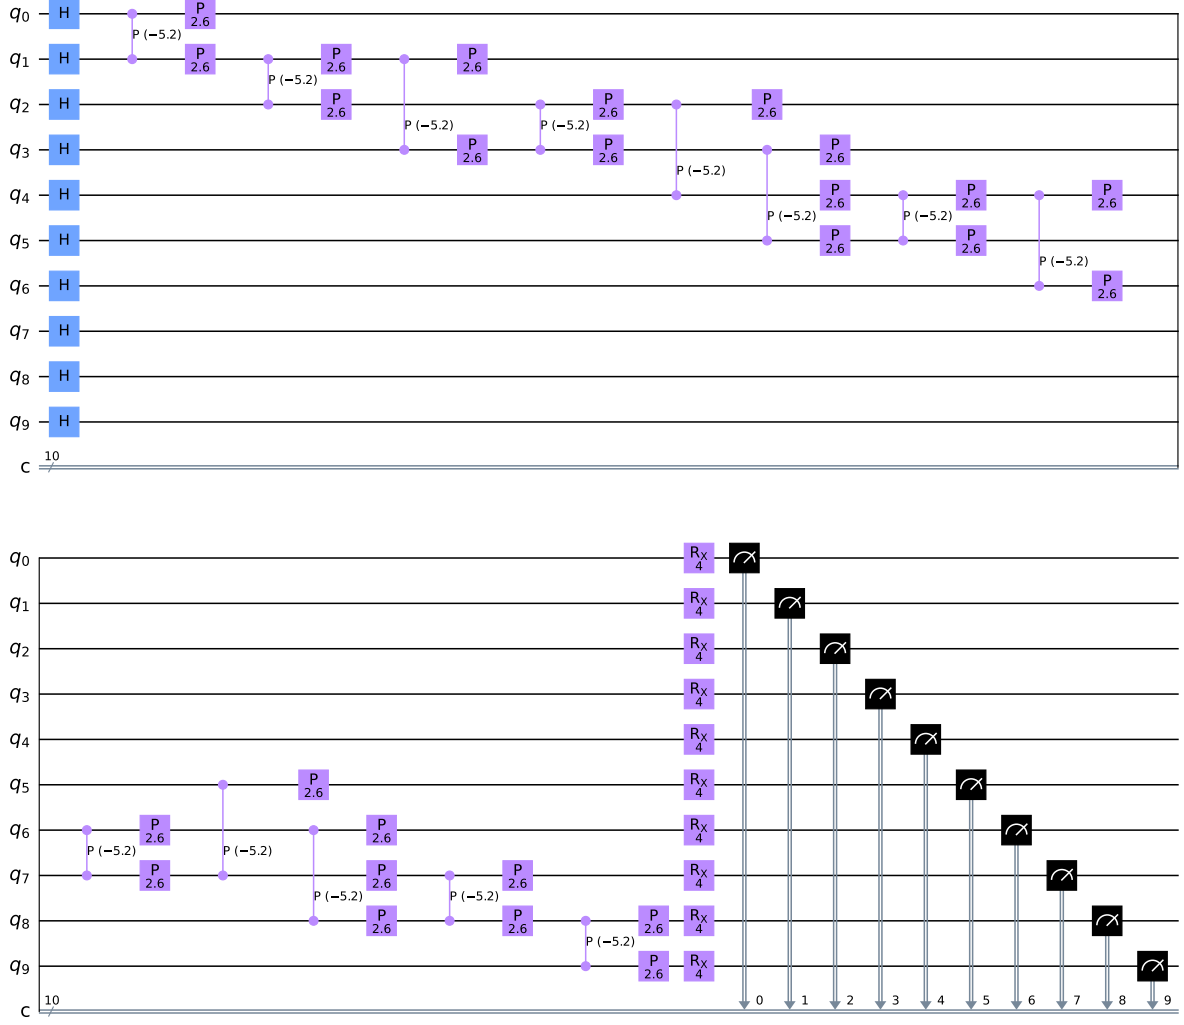 q0 H P 2.6
P (−5.2)
q1 H P 2.6 P 2.6 P 2.6
P (−5.2)
q2 H P 2.6 P 2.6 P 2.6
P (−5.2) P (−5.2)
q3 H P 2.6 P 2.6 P 2.6
P (−5.2)
q4 H P 2.6 P 2.6 P 2.6
P (−5.2) P (−5.2)
q5 H P 2.6 P 2.6
P (−5.2)
q6 H P 2.6
q7 H
q8 H
q9 H
10
c
q0 RX 4
q1 RX 4
q2 RX 4
q3 RX 4
q4 RX 4
q5 P 2.6 RX 4
q6 P 2.6 P 2.6 RX 4
P (−5.2) P (−5.2)
q7 P 2.6 P 2.6 P 2.6 RX 4
P (−5.2) P (−5.2)
q8 P 2.6 P 2.6 P 2.6 RX 4
P (−5.2)
q9 P 2.6 RX 4
10 0 1 2 3 4 5 6 7 8 9
c